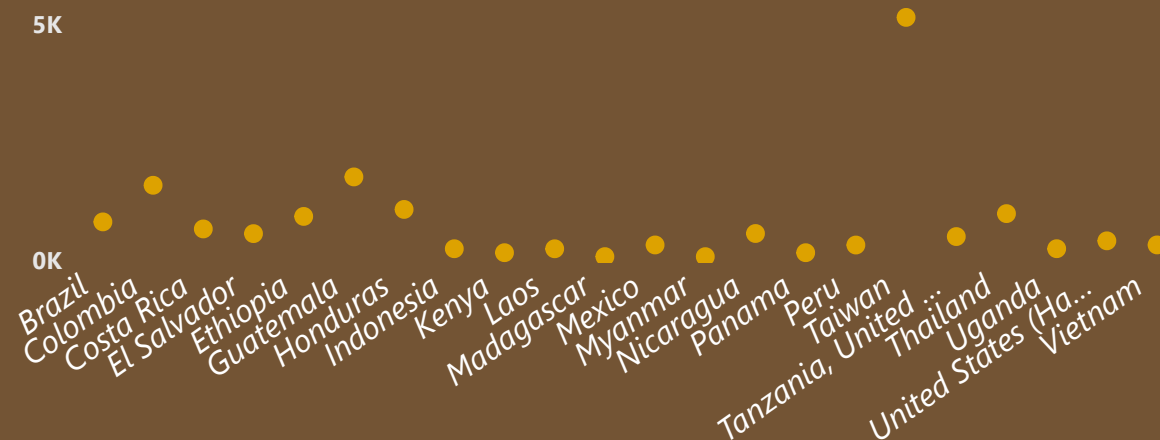 5K
0K
Brazil
Colombia
Costa Rica
El Salvador
Ethiopia
Guatemala
Honduras
Indonesia
Kenya
Laos
Madagascar
Mexico
Myanmar
Nicaragua
Panama
Peru
Taiwan
Tanzania, United ...
Thailand
Uganda
United States (Ha...
Vietnam